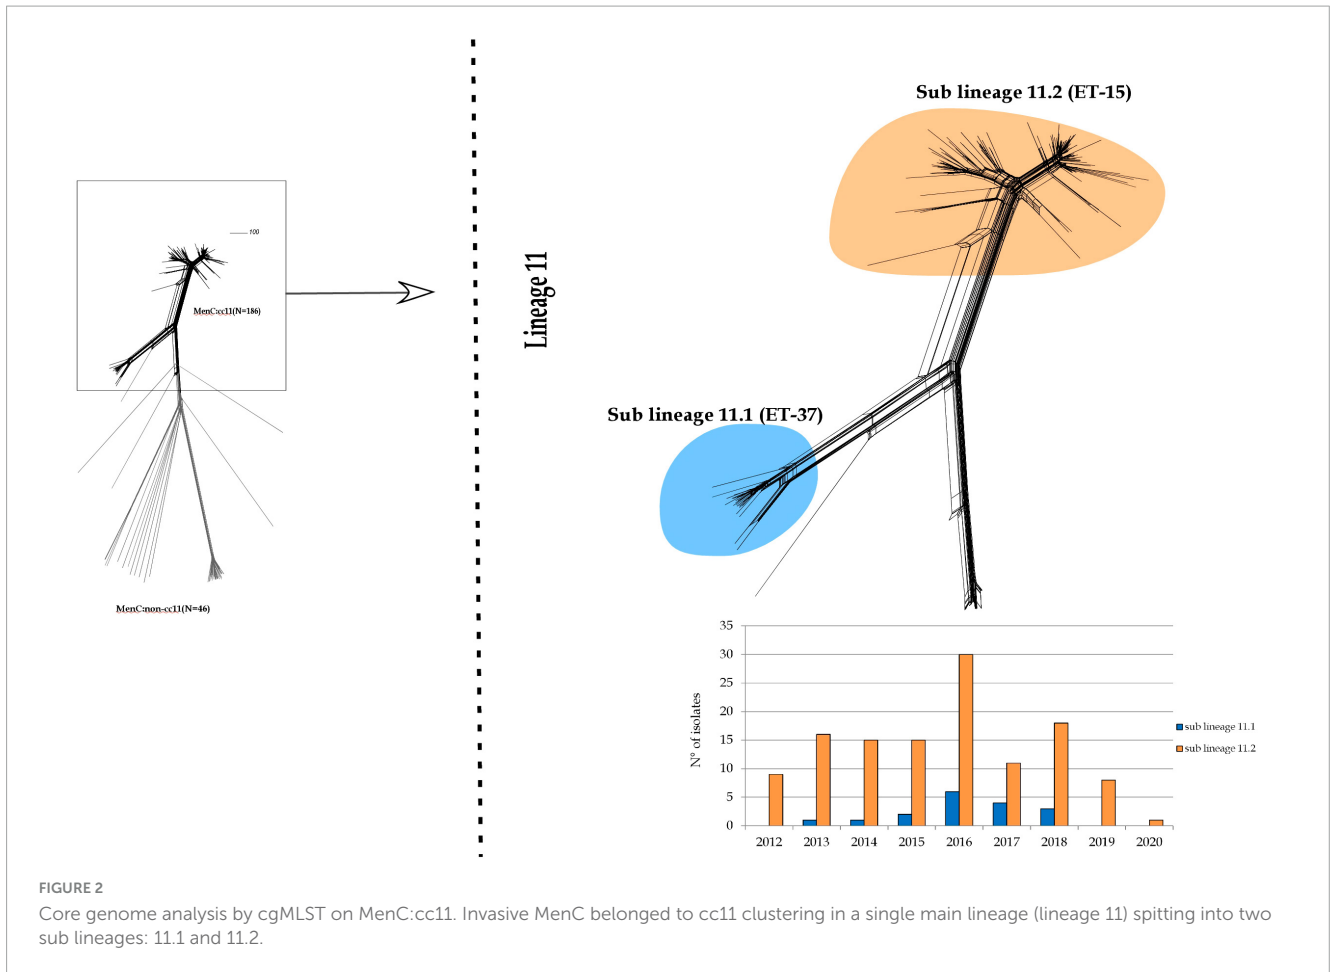 Sub lineage 11.2 (ET-15)
100
MenC:cc11(N=186)
Lineage 11
Sub lineage 11.1 (ET-37)
MenC:non-cc11(N=46)
35
30
25
20
15
10
5
0
N° of isolates
2012 2013 2014 2015 2016 2017 2018 2019 2020
sub lineage 11.1
sub lineage 11.2
FIGURE 2
Core genome analysis by cgMLST on MenC:cc11. Invasive MenC belonged to cc11 clustering in a single main lineage (lineage 11) spitting into two
sub lineages: 11.1 and 11.2.